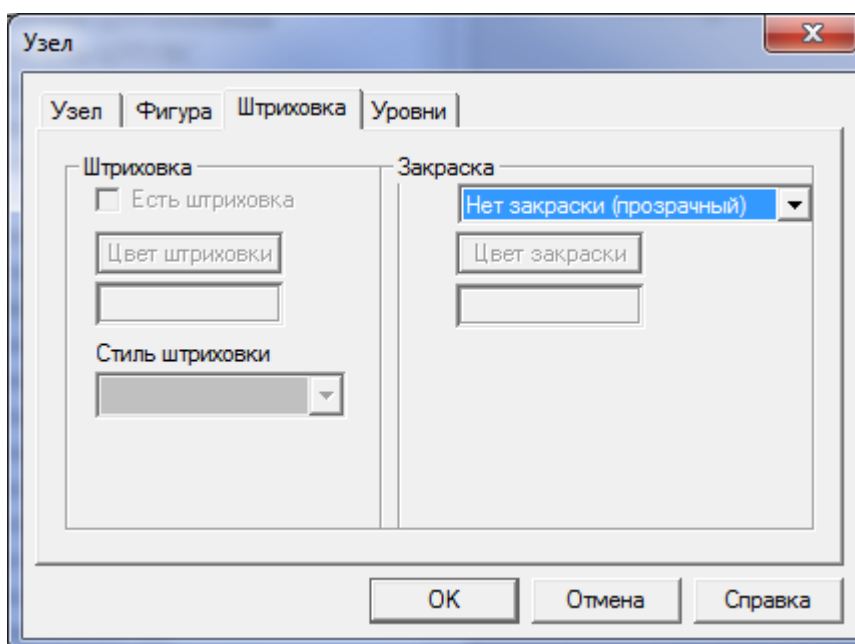 Узел
Узел Фигура Штриховка Уровни
Штриховка
Есть штриховка
Цвет штриховки
Стиль штриховки
Закраска
Нет закраски (прозрачный)
Цвет закраски
OK Отмена Справка